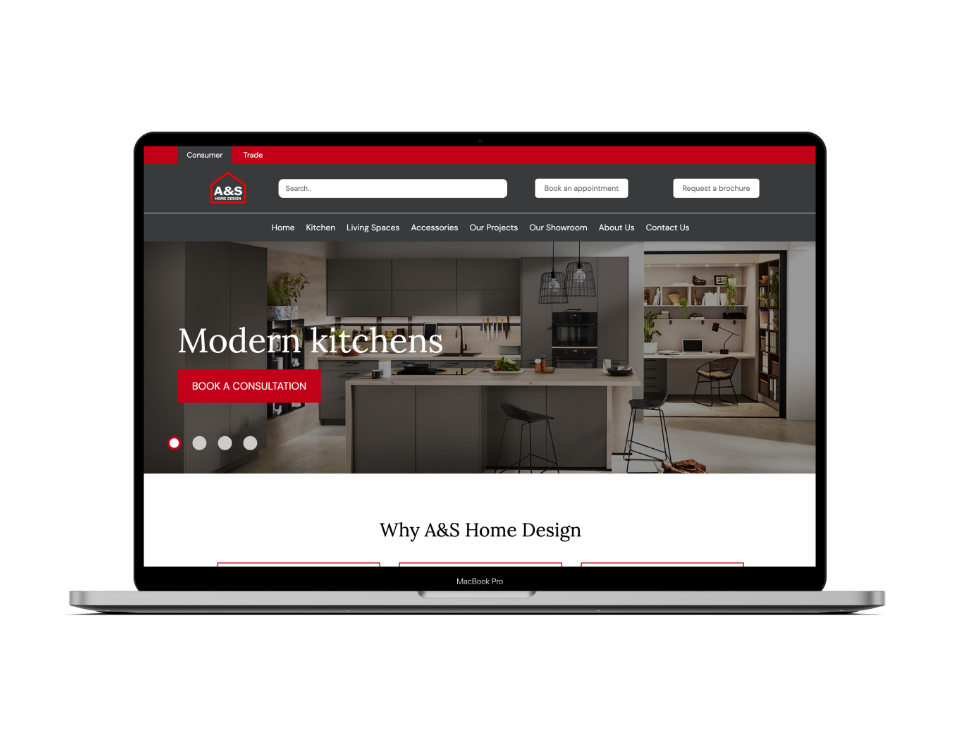 Consumer Trade
A&S
HOME DESIGN
Search..
Book an appointment
Request a brochure
Home Kitchen Living Spaces Accessories Our Projects Our Showroom About Us Contact Us
Modern kitchens
BOOK A CONSULTATION
Why A&S Home Design
MacBook Pro